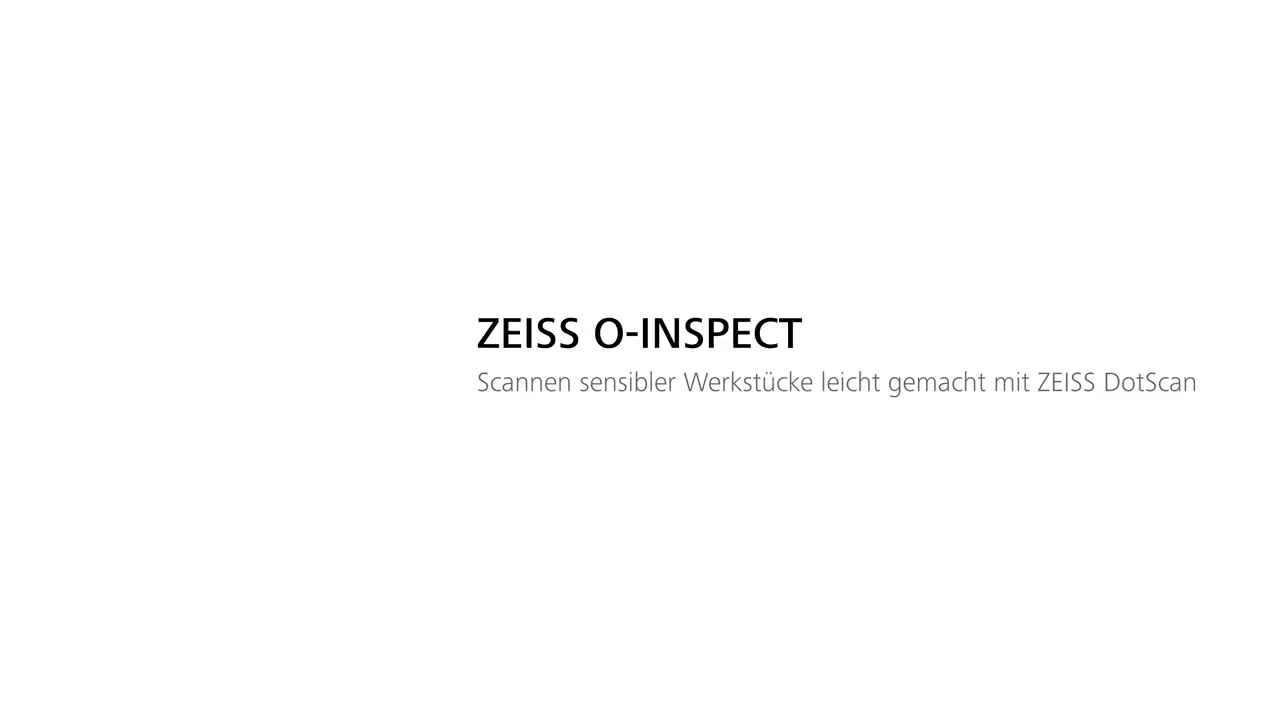 ZEISS O-INSPECT
Scannen sensibler Werkstücke leicht gemacht mit ZEISS DotScan